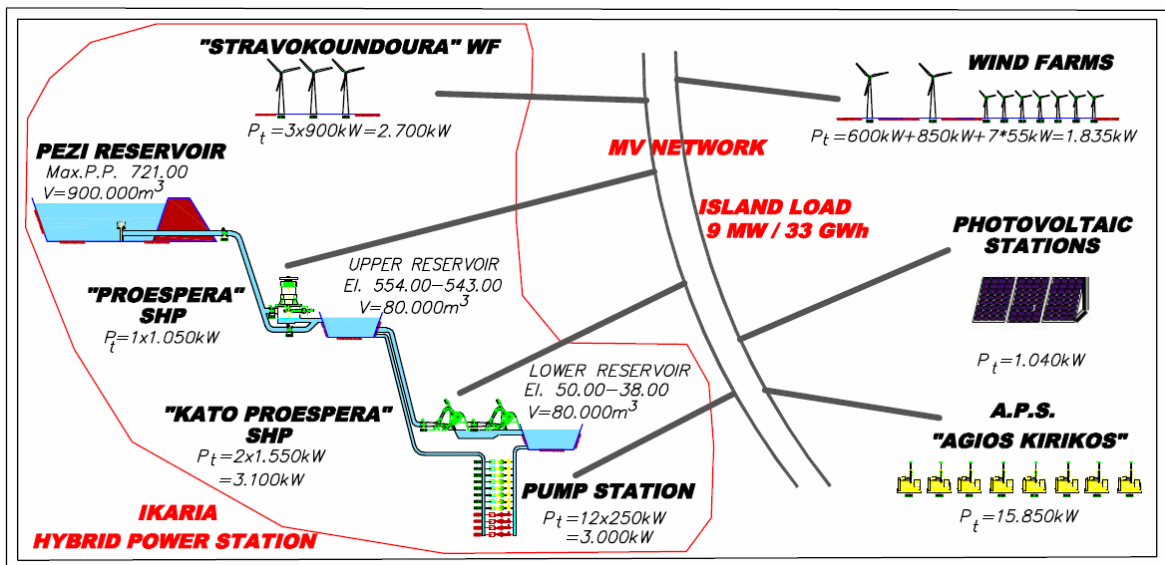 "STRAVOKOUNDOURA" WF
Pt=3x900kW=2.700kW
PEZI RESERVOIR
Max.P.P. 721.00
V=900.000m3
"PROESPERA"
SHP
Pt=1x1.050kW
UPPER RESERVOIR
El. 554.00-543.00
V=80.000m3
"KATO PROESPERA"
SHP
Pt=2x1.550kW
=3.100kW
LOWER RESERVOIR
El. 50.00-38.00
V=80.000m3
PUMP STATION
Pt=12x250kW
=3.000kW
IKARIA
HYBRID POWER STATION
MV NETWORK
ISLAND LOAD
9 MW / 33 GWh
WIND FARMS
Pt=600kW+850kW+7*55kW=1.835kW
PHOTOVOLTAIC
STATIONS
Pt=1.040kW
A.P.S.
"AGIOS KIRIKOS"
Pt=15.850kW